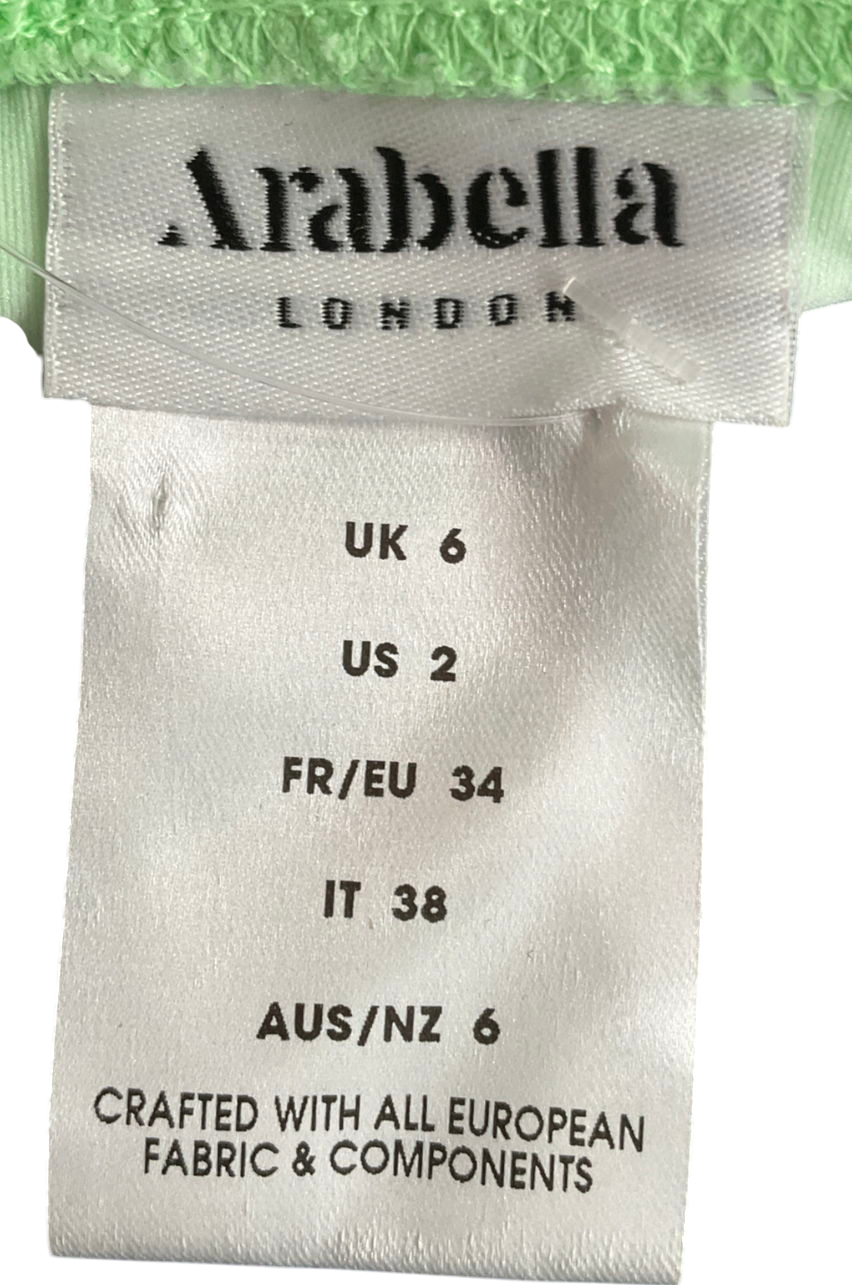 Arabella
LONDON
UK 6
US 2
FR/EU 34
IT 38
AUS/NZ 6
CRAFTED WITH ALL EUROPEAN
FABRIC & COMPONENTS